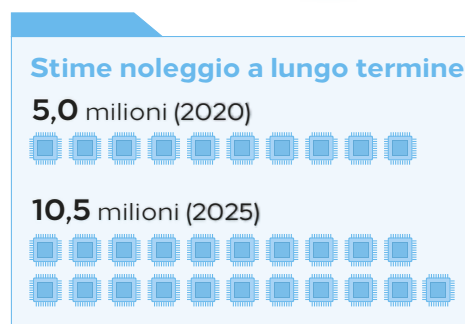 Stime noleggio a lungo termine
5,0 milioni (2020)
10,5 milioni (2025)